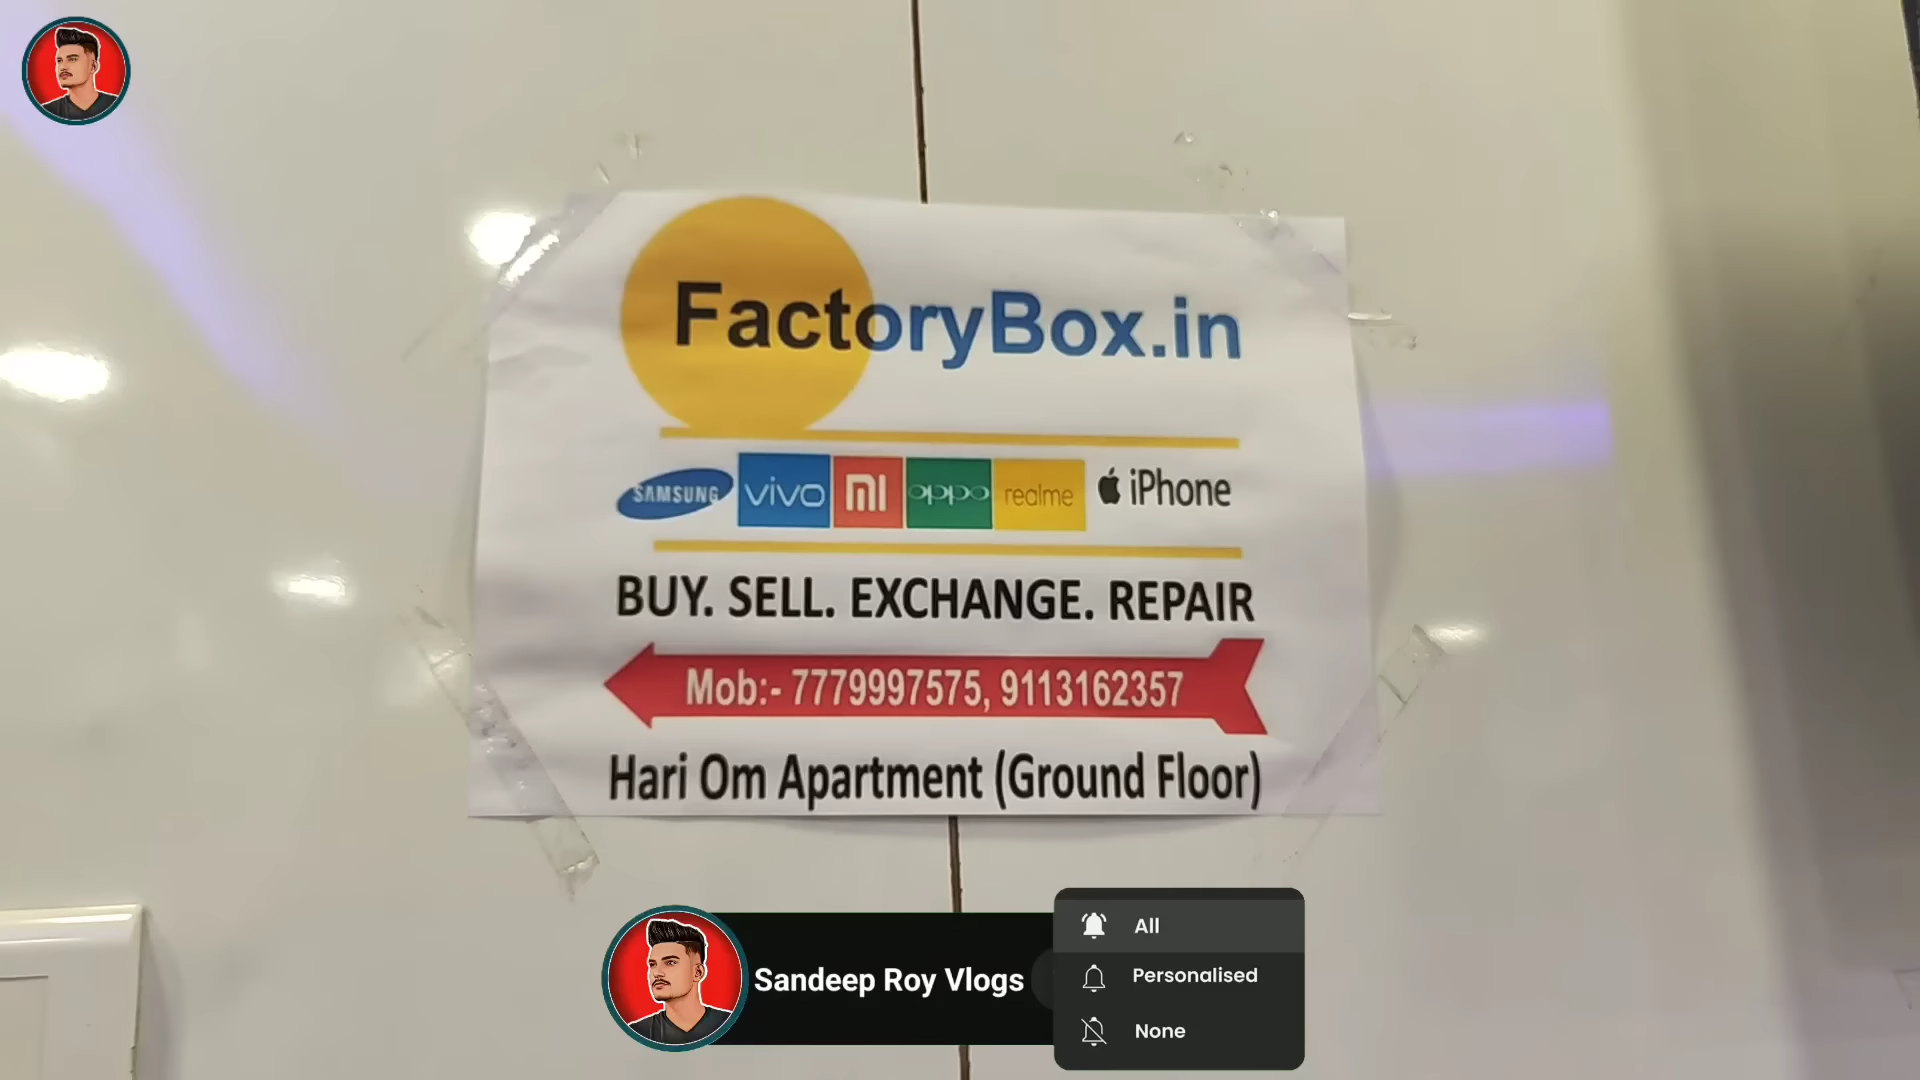 FactoryBox.in
SAMSUNG vivo mi oppo realme iPhone
BUY. SELL. EXCHANGE. REPAIR
Mob:- 7779997575, 9113162357
Hari Om Apartment (Ground Floor)
Sandeep Roy Vlogs
All
Personalised
None